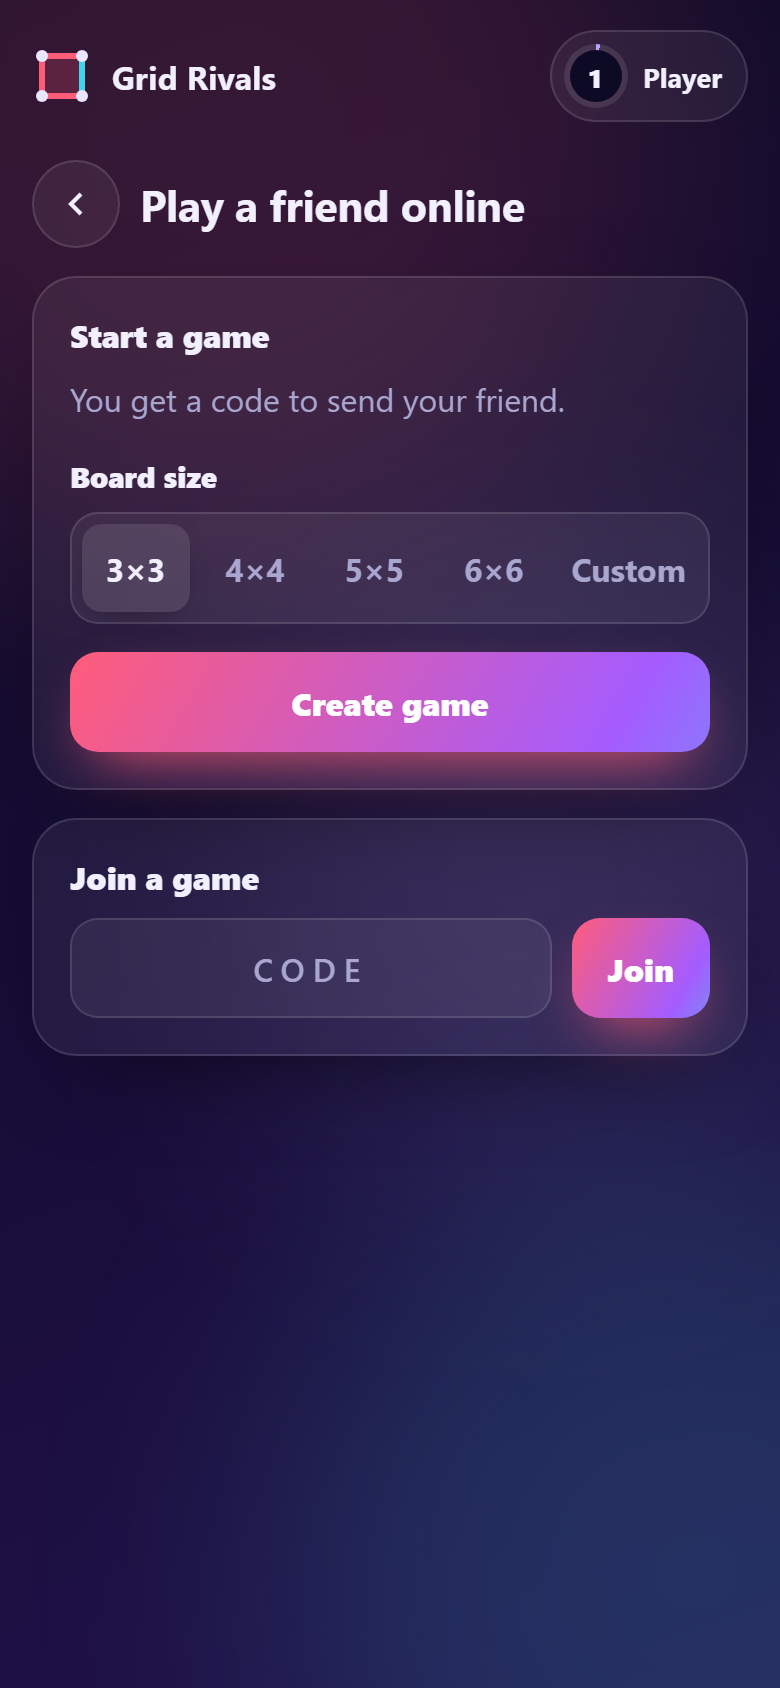 Grid Rivals
1 Player
Play a friend online
Start a game
You get a code to send your friend.
Board size
3×3 4×4 5×5 6×6 Custom
Create game
Join a game
CODE Join